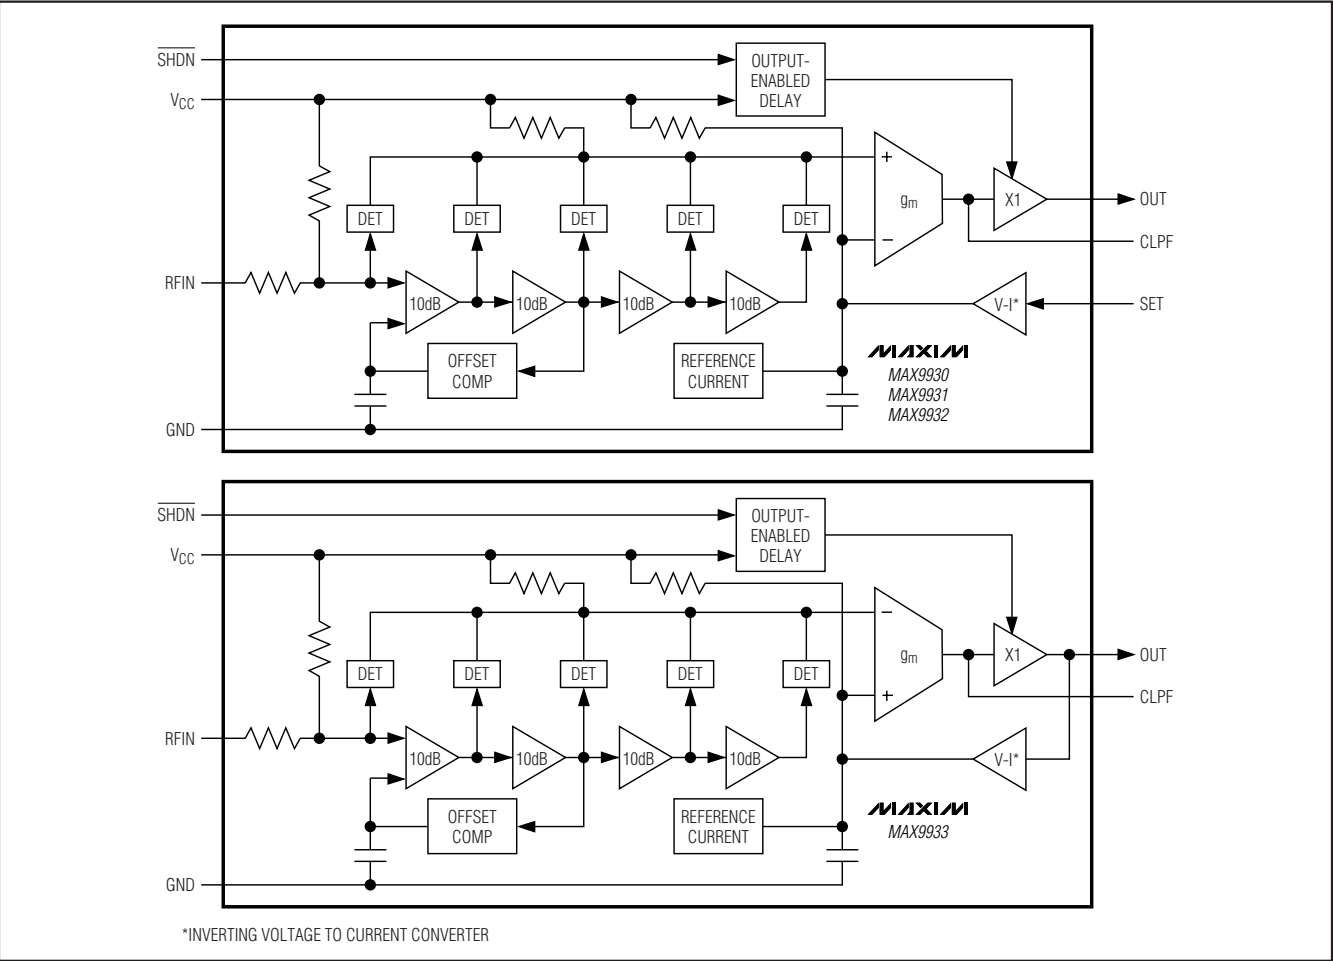 SHDN
VCC
OUTPUT-
ENABLED
DELAY
+
gm
X1
OUT
DET
DET
DET
DET
DET
−
CLPF
RFIN
10dB
10dB
10dB
10dB
V-I*
SET
OFFSET
COMP
REFERENCE
CURRENT
MAXIM
MAX9930
MAX9931
MAX9932
GND
SHDN
VCC
OUTPUT-
ENABLED
DELAY
−
gm
X1
OUT
DET
DET
DET
DET
DET
+
CLPF
RFIN
10dB
10dB
10dB
10dB
V-I*
OFFSET
COMP
REFERENCE
CURRENT
MAXIM
MAX9933
GND
*INVERTING VOLTAGE TO CURRENT CONVERTER